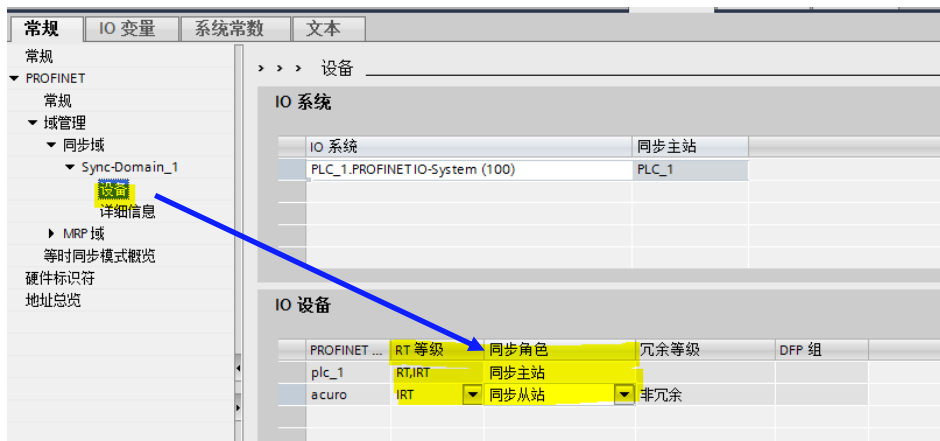 常规 IO 变量 系统常数 文本
常规
PROFINET
常规
域管理
同步域
Sync-Domain_1
设备
详细信息
MRP 域
等时同步模式概览
硬件标识符
地址总览
› › › 设备
IO 系统
IO 系统 同步主站
PLC_1.PROFINET IO-System (100) PLC_1
IO 设备
PROFINET ... RT 等级 同步角色 冗余等级 DFP 组
plc_1 RT,IRT 同步主站
acuro IRT 同步从站 非冗余